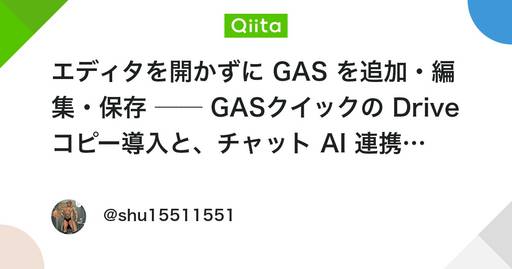 Qiita
エディタを開かずに GAS を追加・編
集・保存 ── GASクイックの Drive
コピー導入と、チャット AI 連携…
@shu15511551